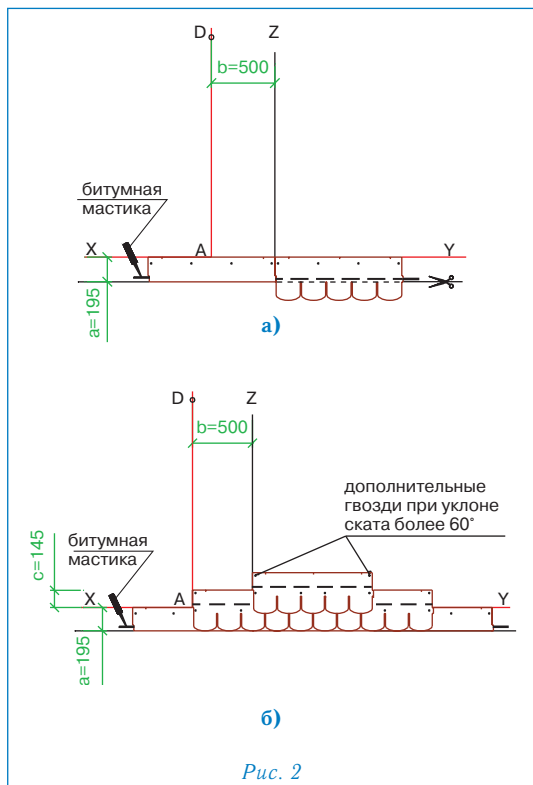 D
Z
b=500
битумная
мастика
X
A
Y
a=195
а)
D
Z
b=500
дополнительные
гвозди при уклоне
ската более 60°
c=145
битумная
мастика
X
A
Y
a=195
б)
Рис. 2